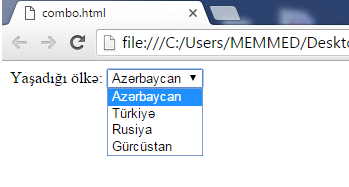 combo.html
file:///C:/Users/MEMMED/Deskto
Yaşadığı ölkə: Azərbaycan
Azərbaycan
Türkiyə
Rusiya
Gürcüstan